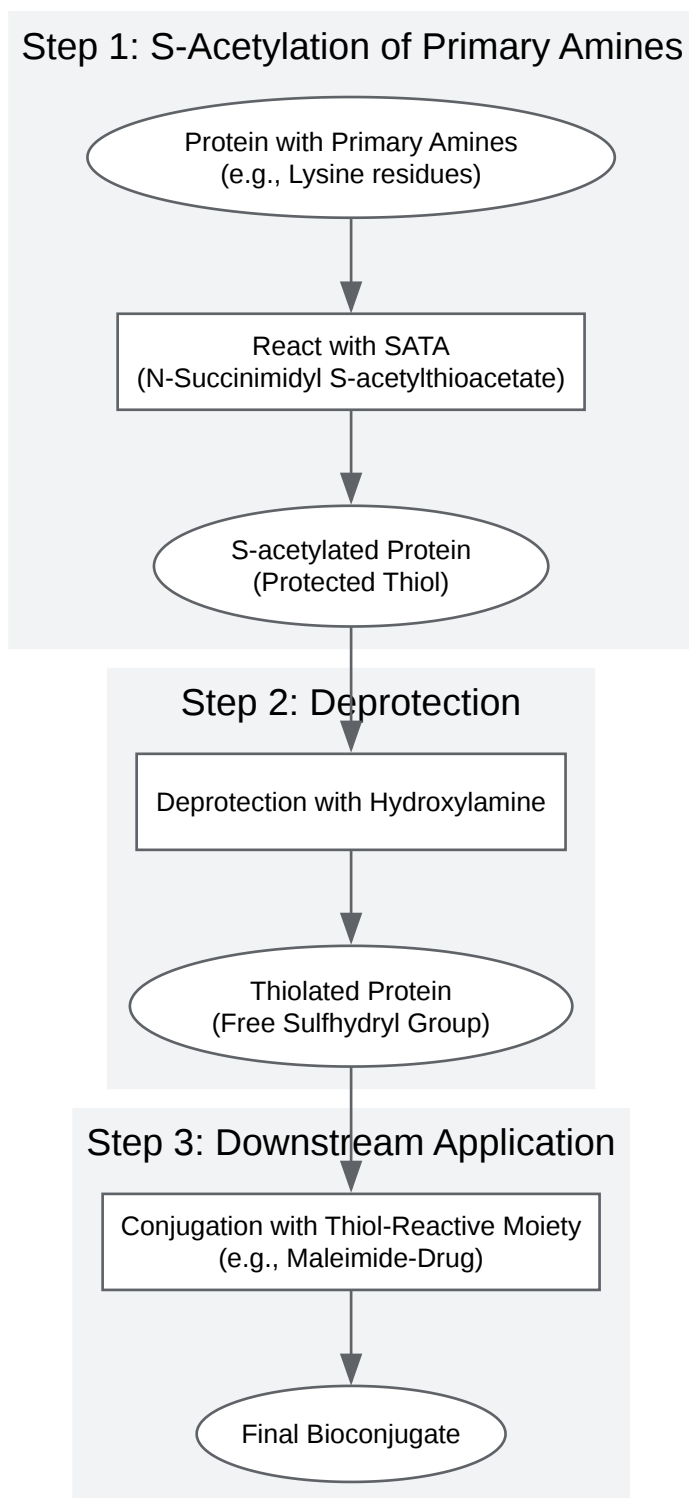 Step 1: S-Acetylation of Primary Amines
Protein with Primary Amines
(e.g., Lysine residues)
React with SATA
(N-Succinimidyl S-acetylthioacetate)
S-acetylated Protein
(Protected Thiol)
Step 2: Deprotection
Deprotection with Hydroxylamine
Thiolated Protein
(Free Sulfhydryl Group)
Step 3: Downstream Application
Conjugation with Thiol-Reactive Moiety
(e.g., Maleimide-Drug)
Final Bioconjugate